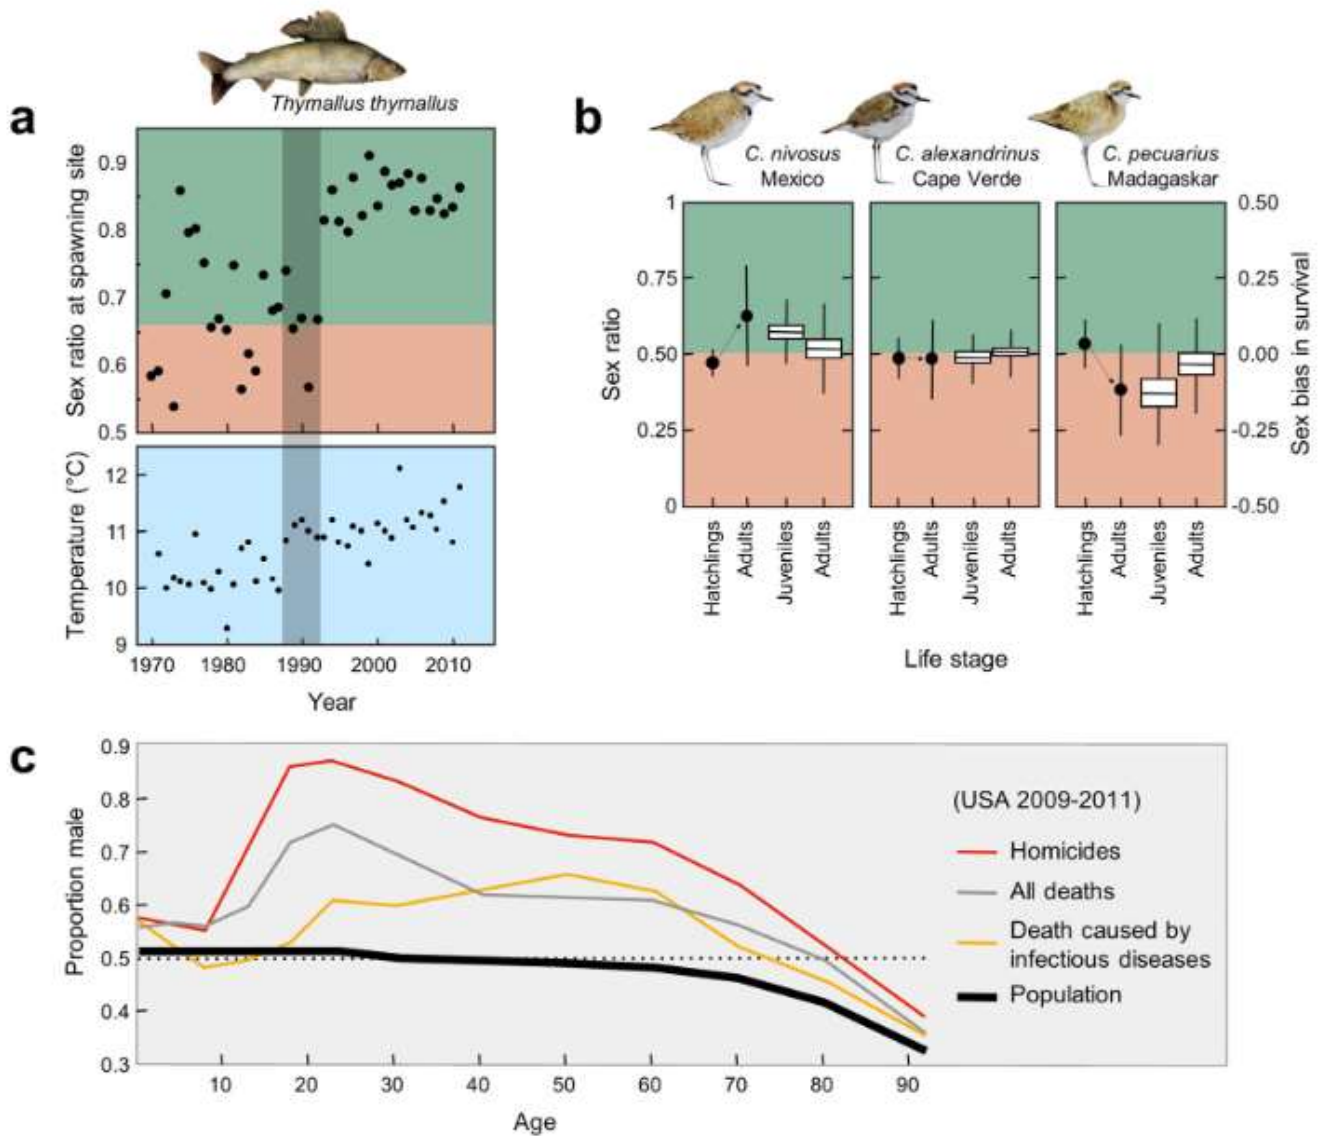 Thymallus thymallus
a
Sex ratio at spawning site
0.9
0.8
0.7
0.6
0.5
Temperature (°C)
12
11
10
9
1970 1980 1990 2000 2010
Year
b
C. nivosus
Mexico
C. alexandrinus
Cape Verde
C. pecuarius
Madagaskar
Sex ratio
1
0.75
0.50
0.25
0
0.50
0.25
0.00
-0.25
-0.50
Sex bias in survival
Hatchlings
Adults
Juveniles
Adults
Hatchlings
Adults
Juveniles
Adults
Hatchlings
Adults
Juveniles
Adults
Life stage
c
Proportion male
0.9
0.8
0.7
0.6
0.5
0.4
0.3
10 20 30 40 50 60 70 80 90
Age
(USA 2009-2011)
Homicides
All deaths
Death caused by
infectious diseases
Population